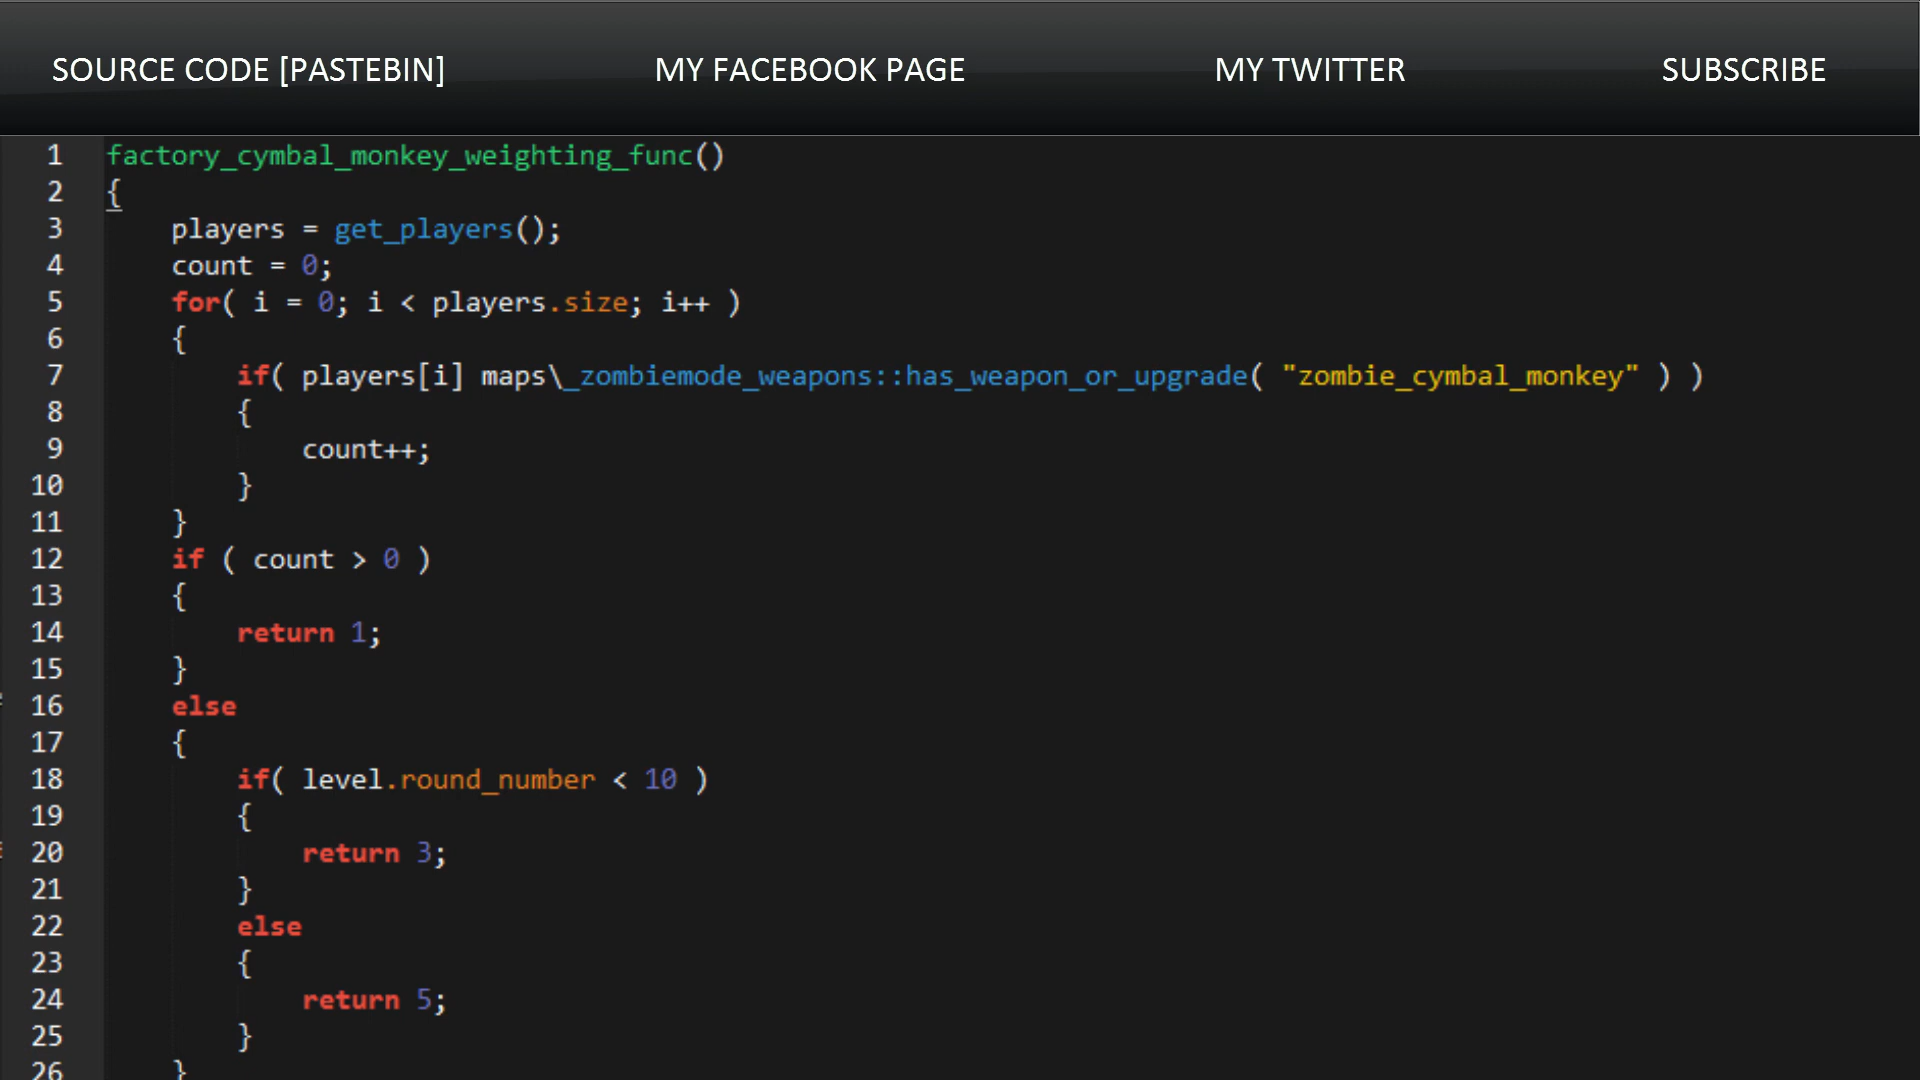 SOURCE CODE [PASTEBIN] MY FACEBOOK PAGE MY TWITTER SUBSCRIBE
1 factory_cymbal_monkey_weighting_func()
2 {
3     players = get_players();
4     count = 0;
5     for( i = 0; i < players.size; i++ )
6     {
7         if( players[i] maps\_zombiemode_weapons::has_weapon_or_upgrade( "zombie_cymbal_monkey" ) )
8         {
9             count++;
10         }
11     }
12     if ( count > 0 )
13     {
14         return 1;
15     }
16     else
17     {
18         if( level.round_number < 10 )
19         {
20             return 3;
21         }
22         else
23         {
24             return 5;
25         }
26     }